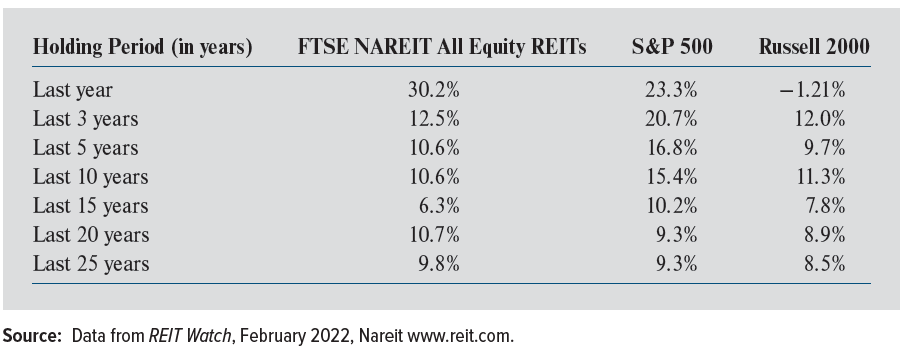 Holding Period (in years) FTSE NAREIT All Equity REITs S&P 500 Russell 2000
Last year 30.2% 23.3% −1.21%
Last 3 years 12.5% 20.7% 12.0%
Last 5 years 10.6% 16.8% 9.7%
Last 10 years 10.6% 15.4% 11.3%
Last 15 years 6.3% 10.2% 7.8%
Last 20 years 10.7% 9.3% 8.9%
Last 25 years 9.8% 9.3% 8.5%
Source: Data from REIT Watch, February 2022, Nareit www.reit.com.